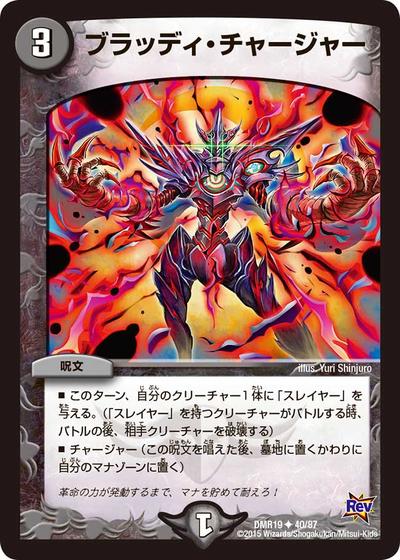 3
ブラッディ・チャージャー
illus. Yuri Shinjuro
呪文
■ このターン、自分のクリーチャー1体に「スレイヤー」を
与える。(「スレイヤー」を持つクリーチャーがバトルする時、
バトルの後、相手クリーチャーを破壊する)
■ チャージャー(この呪文を唱えた後、墓地に置くかわりに
自分のマナゾーンに置く)
革命の力が発動するまで、マナを貯めて耐えろ!
Rev
1
DMR19 ◆ 40/87
©2015 Wizards/Shogakukan/Mitsui-Kids